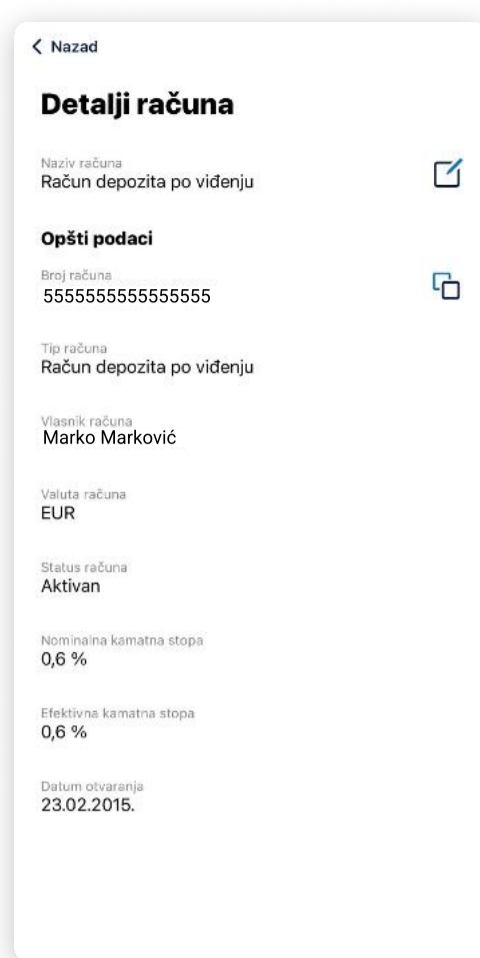 Nazad
Detalji računa
Naziv računa
Račun depozita po viđenju
Opšti podaci
Broj računa
5555555555555555
Tip računa
Račun depozita po viđenju
Vlasnik računa
Marko Marković
Valuta računa
EUR
Status računa
Aktivan
Nominalna kamatna stopa
0,6 %
Efektivna kamatna stopa
0,6 %
Datum otvaranja
23.02.2015.